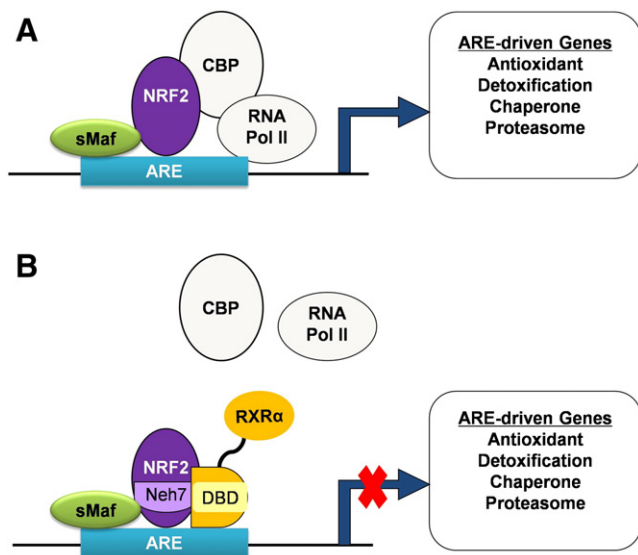 A
CBP
NRF2
RNA
Pol II
sMaf
ARE
ARE-driven Genes
Antioxidant
Detoxification
Chaperone
Proteasome
B
CBP
RNA
Pol II
RXRα
NRF2
Neh7
DBD
sMaf
ARE
ARE-driven Genes
Antioxidant
Detoxification
Chaperone
Proteasome